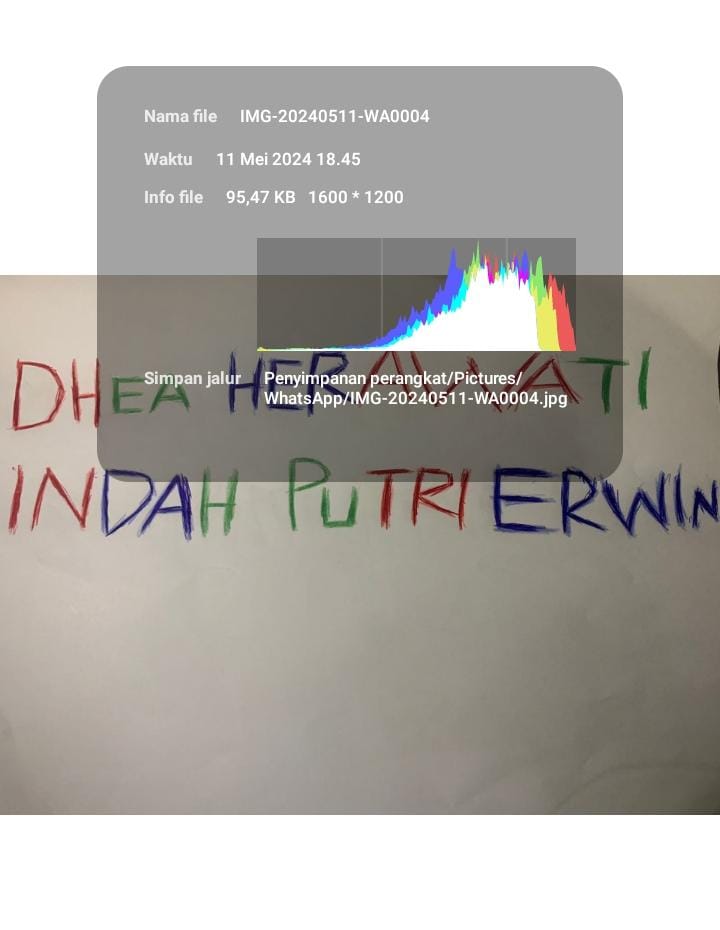 Nama file IMG-20240511-WA0004
Waktu 11 Mei 2024 18.45
Info file 95,47 KB 1600 * 1200
Simpan jalur Penyimpanan perangkat/Pictures/
WhatsApp/IMG-20240511-WA0004.jpg
DHEA HERAWATI
INDAH PUTRI ERWIN